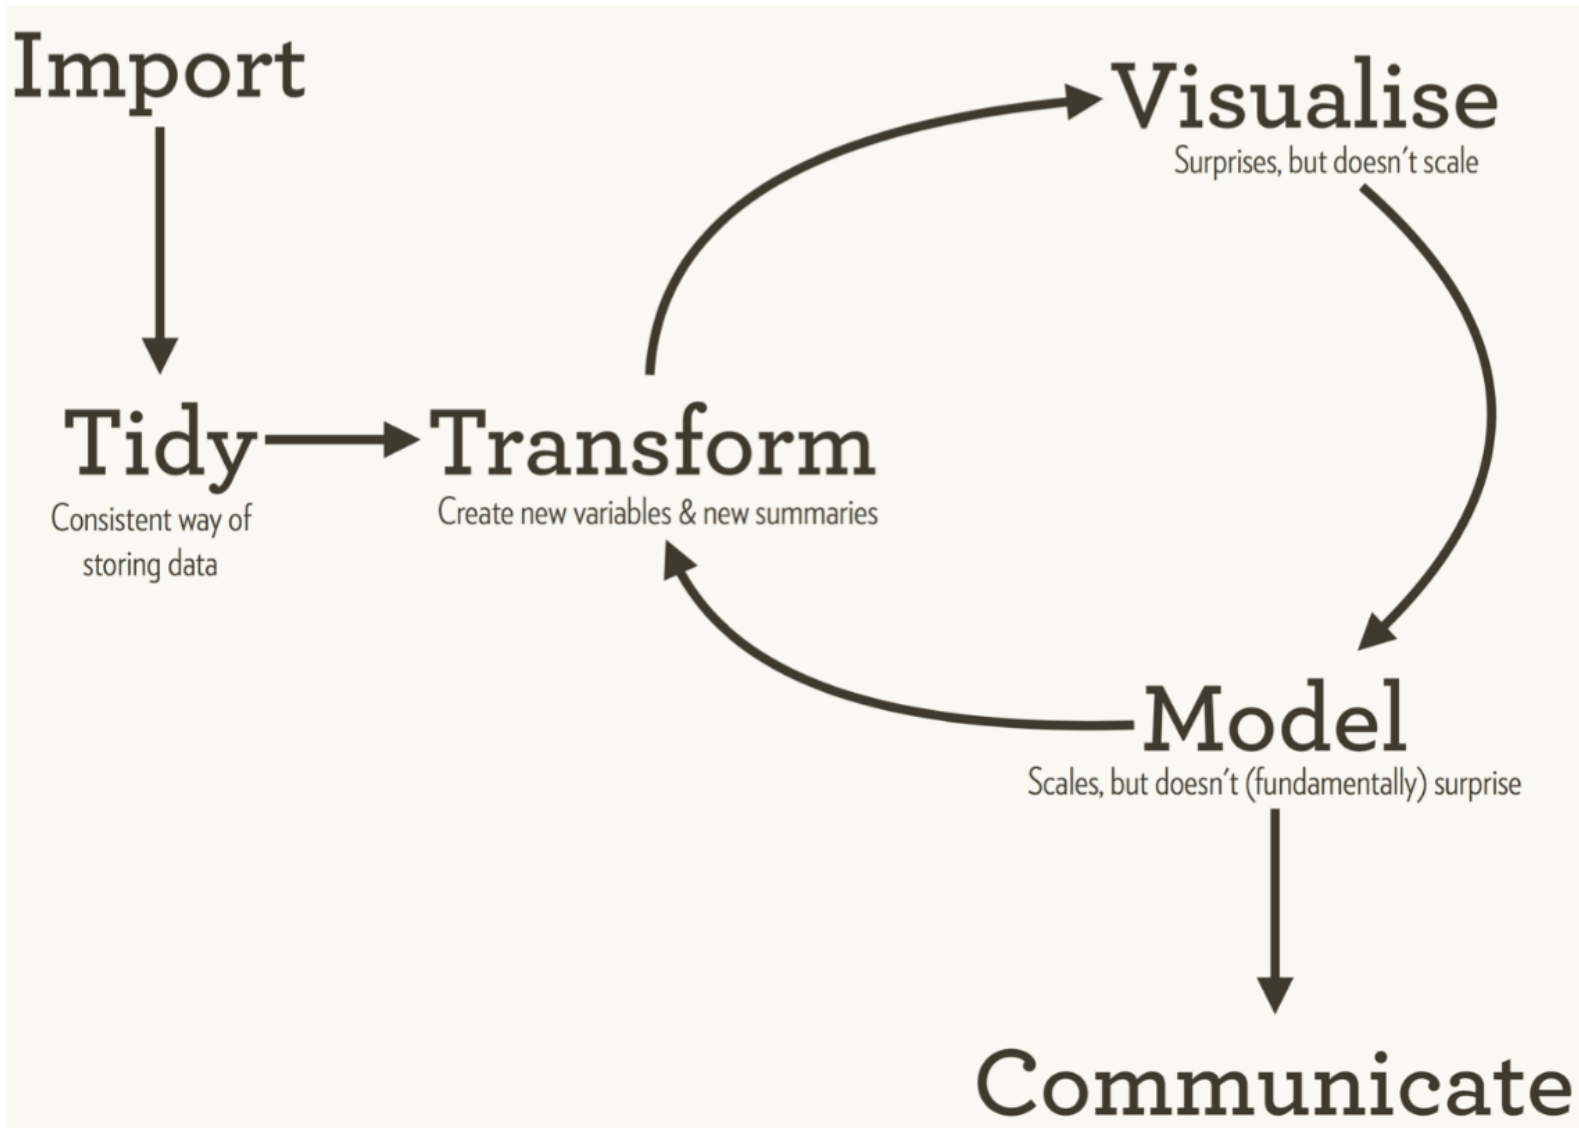 Import
Visualise
Surprises, but doesn't scale
Tidy
Consistent way of
storing data
Transform
Create new variables & new summaries
Model
Scales, but doesn't (fundamentally) surprise
Communicate